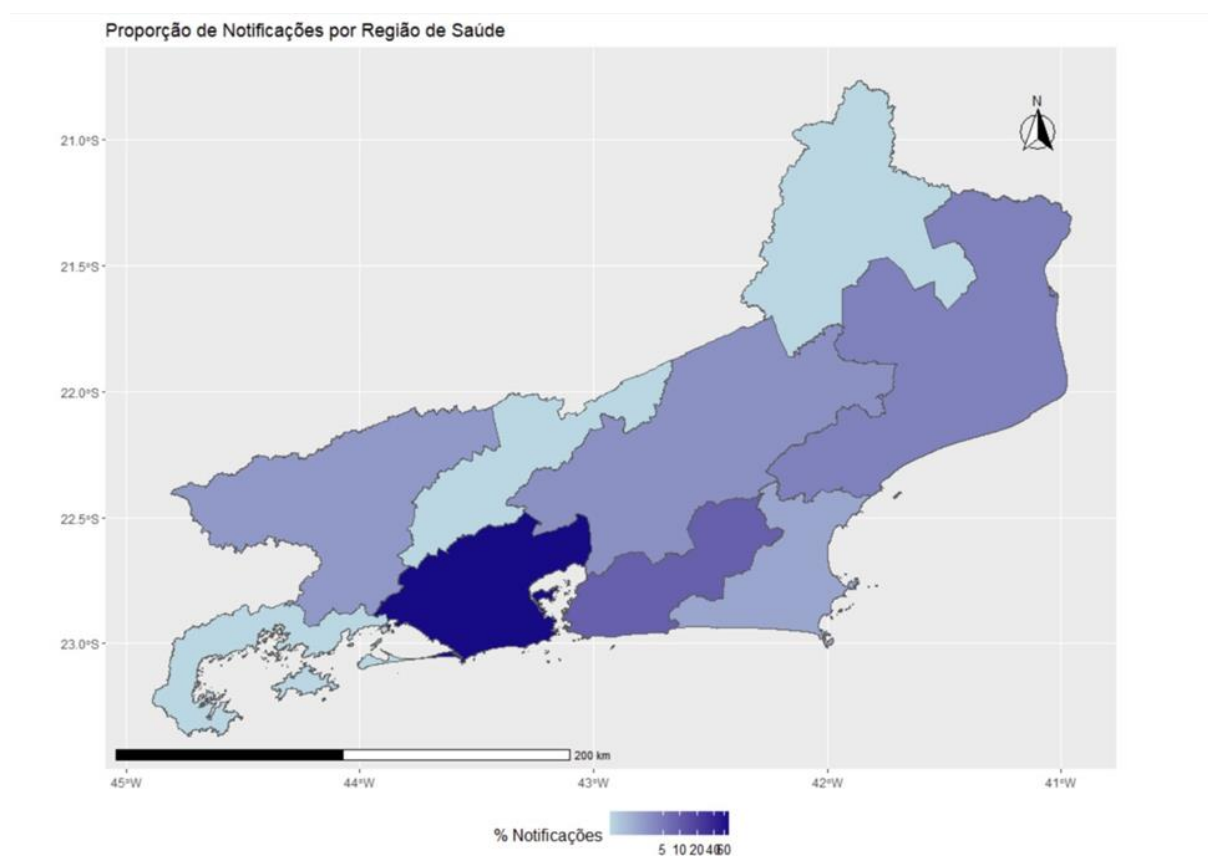 Proporção de Notificações por Região de Saúde
N
21.0°S
21.5°S
22.0°S
22.5°S
23.0°S
200 km
45°W 44°W 43°W 42°W 41°W
% Notificações
5 10 20 40 60